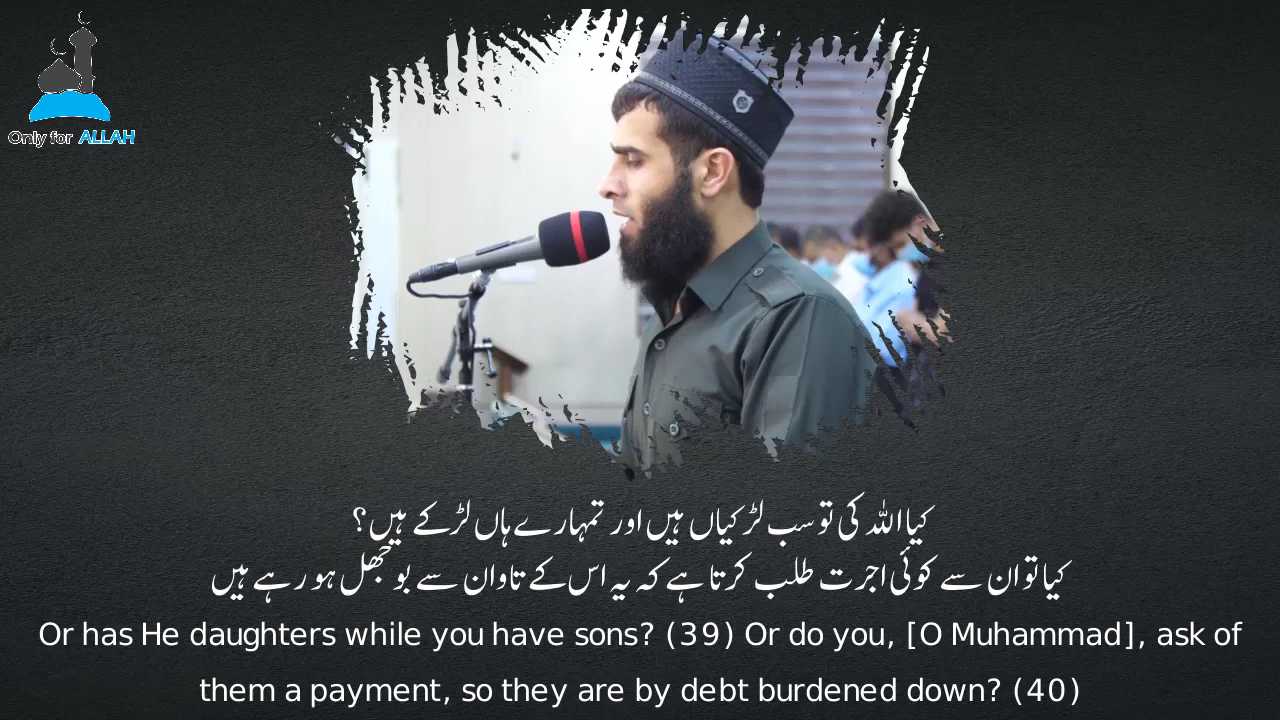 Only for ALLAH
کیا اللہ کی تو سب لڑکیاں ہیں اور تمہارے ہاں لڑکے ہیں؟
کیا تو ان سے کوئی اجرت طلب کرتا ہے کہ یہ اس کے تاوان سے بوجھل ہو رہے ہیں
Or has He daughters while you have sons? (39) Or do you, [O Muhammad], ask of
them a payment, so they are by debt burdened down? (40)